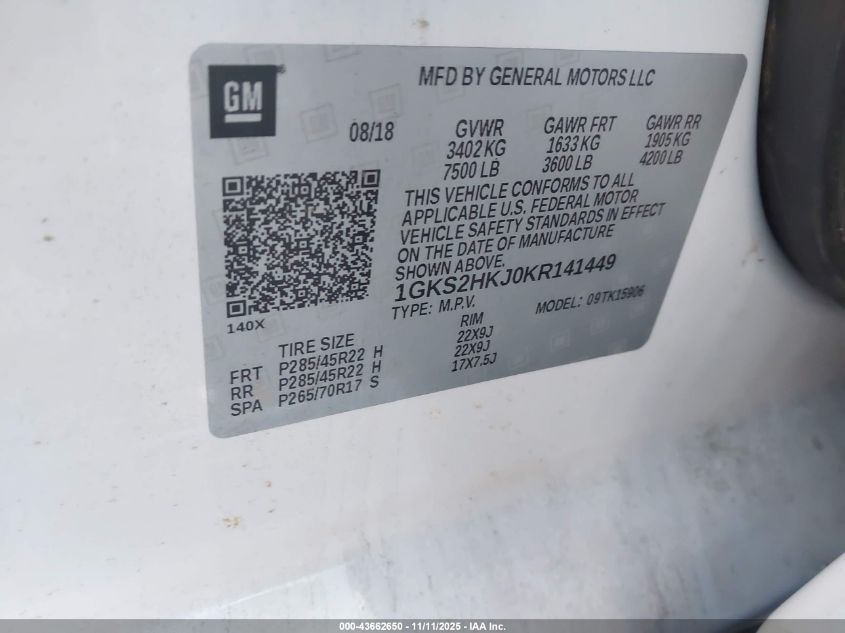 GM®
MFD BY GENERAL MOTORS LLC
08/18
GVWR
3402 KG
7500 LB
GAWR FRT
1633 KG
3600 LB
GAWR RR
1905 KG
4200 LB
THIS VEHICLE CONFORMS TO ALL
APPLICABLE U.S. FEDERAL MOTOR
VEHICLE SAFETY STANDARDS IN EFFECT
ON THE DATE OF MANUFACTURE
SHOWN ABOVE.
1GKS2HKJ0KR141449
TYPE: M.P.V.
MODEL: 09TK15906
140X
TIRE SIZE RIM
FRT P285/45R22 H 22X9J
RR P285/45R22 H 22X9J
SPA P265/70R17 S 17X7.5J
000-43662650 - 11/11/2025 - IAA Inc.